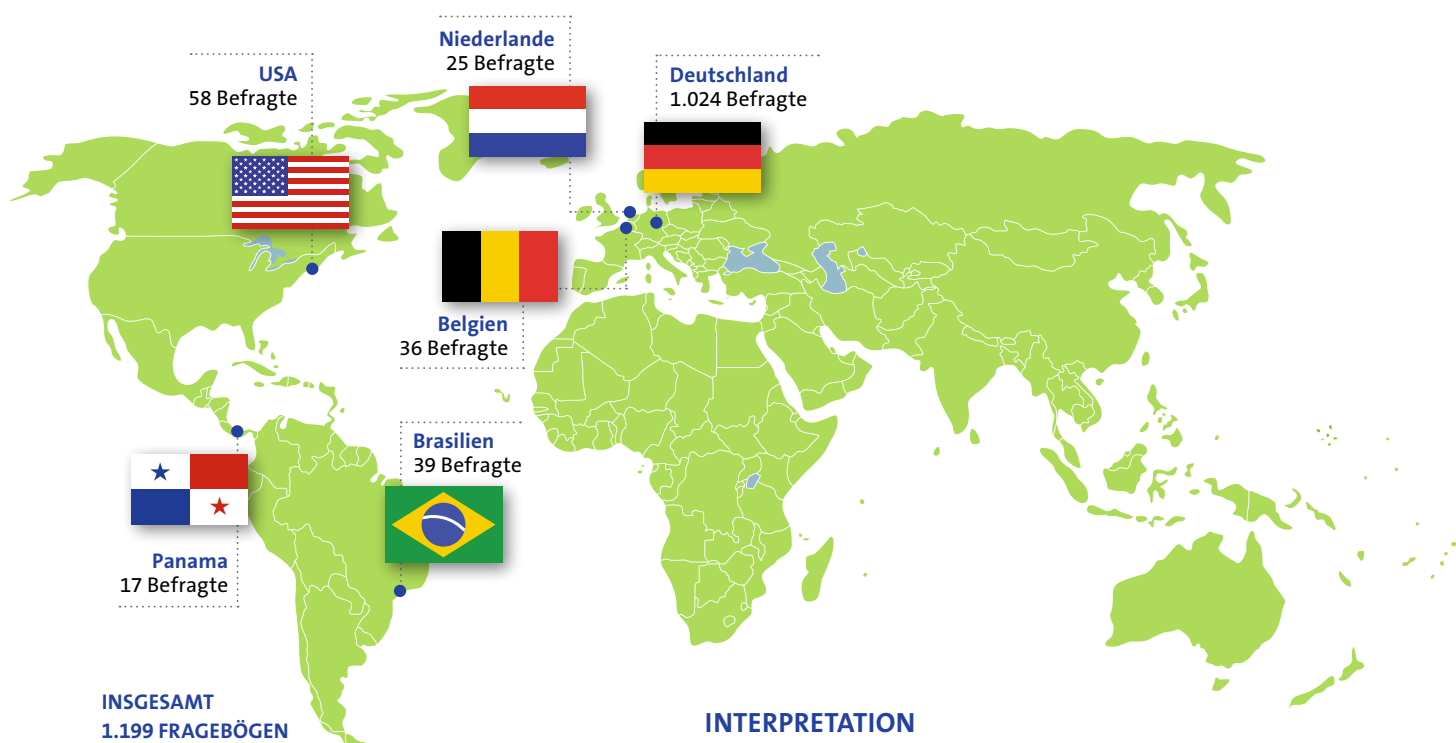 Niederlande
25 Befragte
USA
58 Befragte
Deutschland
1.024 Befragte
Belgien
36 Befragte
Brasilien
39 Befragte
Panama
17 Befragte
INSGESAMT
1.199 FRAGEBÖGEN
INTERPRETATION